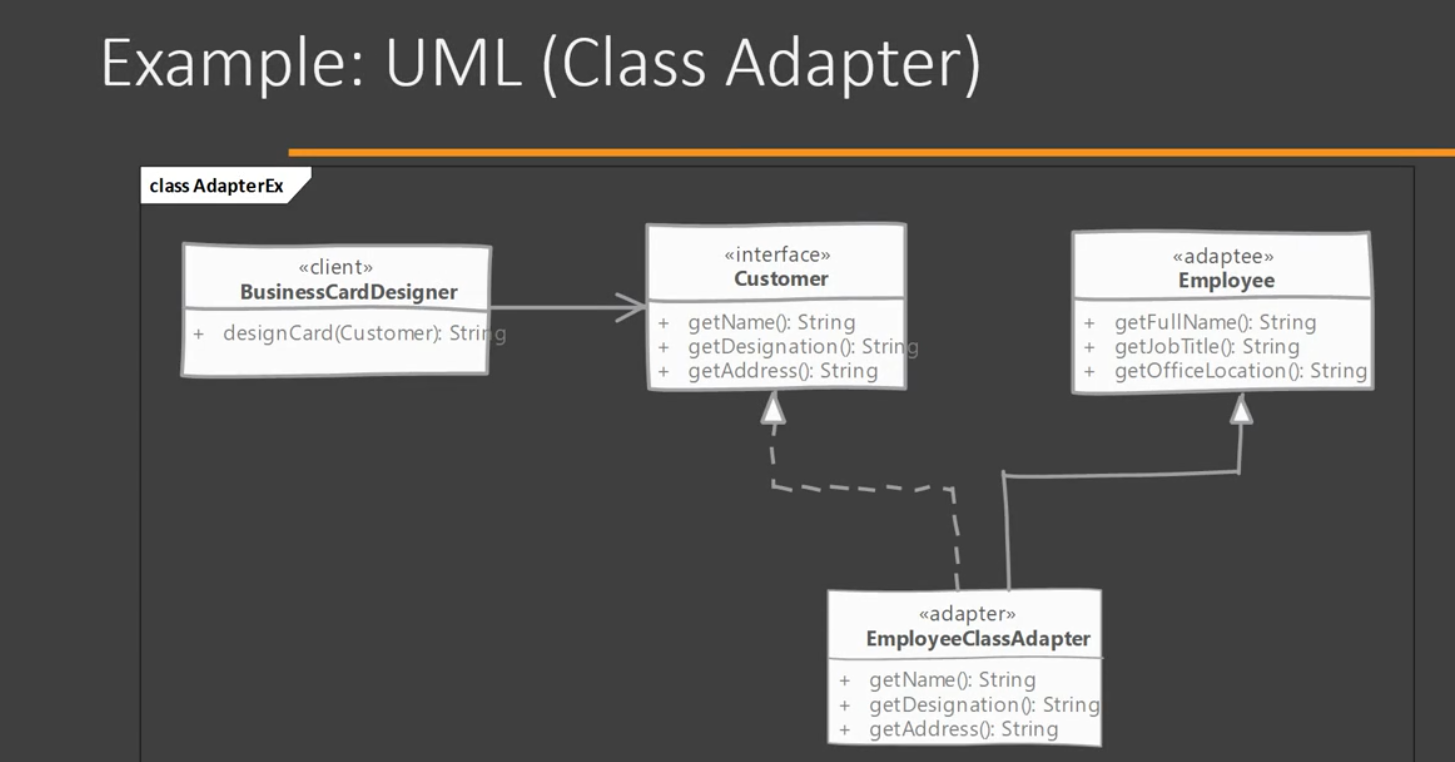 Example: UML (Class Adapter)
class AdapterEx
«client»
BusinessCardDesigner
+ designCard(Customer): String
«interface»
Customer
+ getName(): String
+ getDesignation(): String
+ getAddress(): String
«adaptee»
Employee
+ getFullName(): String
+ getJobTitle(): String
+ getOfficeLocation(): String
«adapter»
EmployeeClassAdapter
+ getName(): String
+ getDesignation(): String
+ getAddress(): String